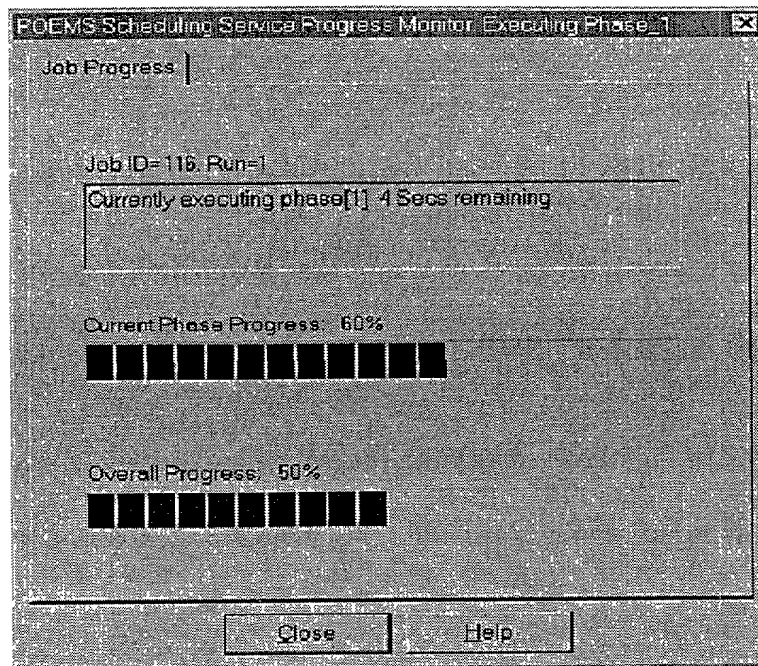 POEMS Scheduling Service Progress Monitor Executing Phase_1
Job Progress
Job ID=116, Run=1
Currently executing phase[1] 4 Secs remaining
Current Phase Progress: 60%
Overall Progress: 50%
Close Help